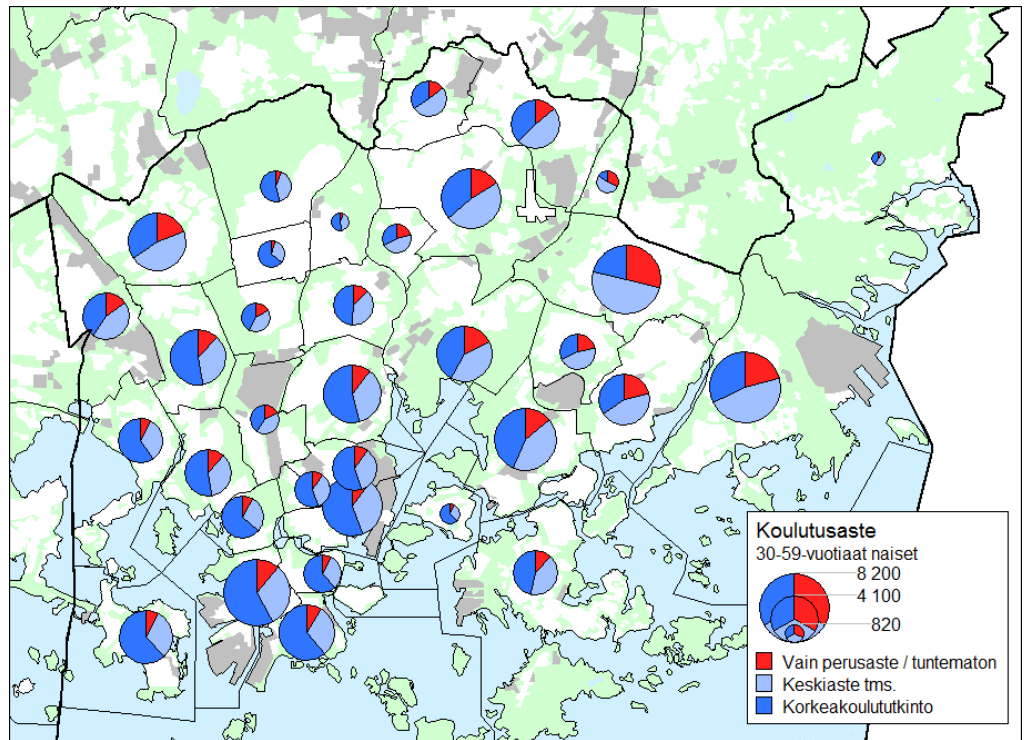 Koulutusaste
30-59-vuotiaat naiset
8 200
4 100
820
Vain perusaste / tuntematon
Keskiaste tms.
Korkeakoulututkinto